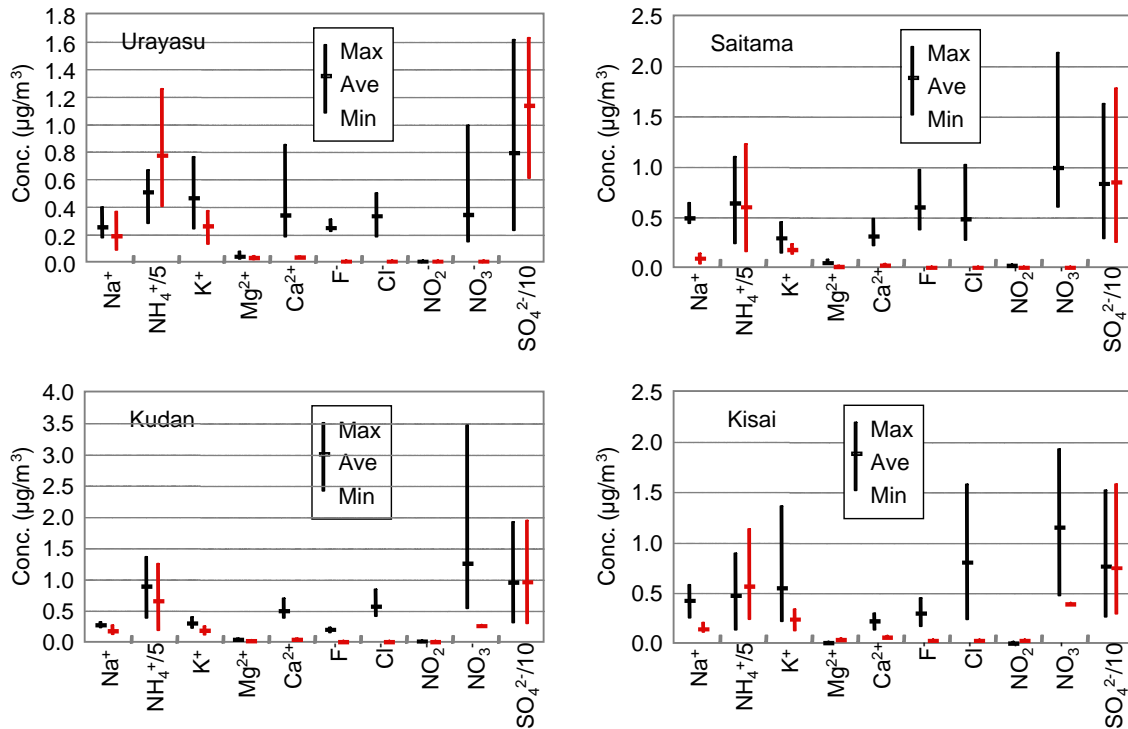 Urayasu
Max
Ave
Min
Conc. (µg/m³)
1.8
1.6
1.4
1.2
1.0
0.8
0.6
0.4
0.2
0.0
Na⁺
NH₄⁺/5
K⁺
Mg²⁺
Ca²⁺
F⁻
Cl⁻
NO₂⁻
NO₃⁻
SO₄²⁻/10
Saitama
Max
Ave
Min
Conc. (µg/m³)
2.5
2.0
1.5
1.0
0.5
0.0
Na⁺
NH₄⁺/5
K⁺
Mg²⁺
Ca²⁺
F⁻
Cl⁻
NO₂⁻
NO₃⁻
SO₄²⁻/10
Kudan
Max
Ave
Min
Conc. (µg/m³)
4.0
3.5
3.0
2.5
2.0
1.5
1.0
0.5
0.0
Na⁺
NH₄⁺/5
K⁺
Mg²⁺
Ca²⁺
F⁻
Cl⁻
NO₂⁻
NO₃⁻
SO₄²⁻/10
Kisai
Max
Ave
Min
Conc. (µg/m³)
2.5
2.0
1.5
1.0
0.5
0.0
Na⁺
NH₄⁺/5
K⁺
Mg²⁺
Ca²⁺
F⁻
Cl⁻
NO₂⁻
NO₃⁻
SO₄²⁻/10